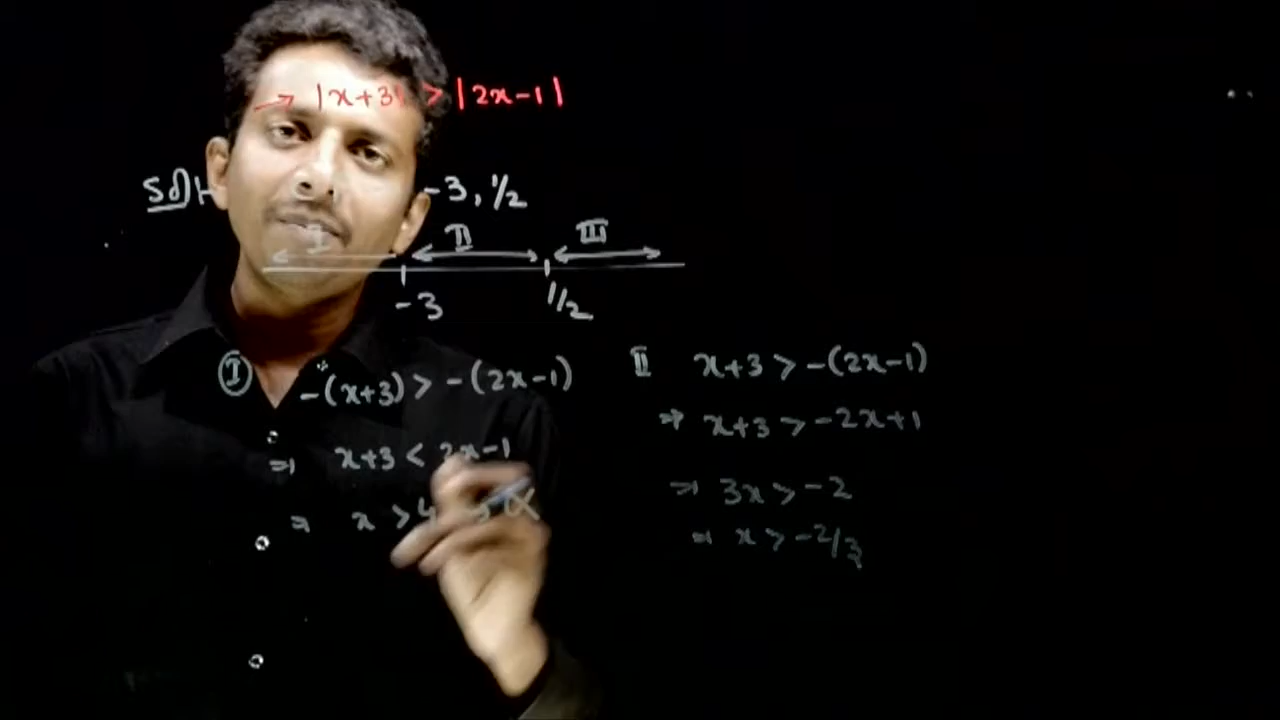 → |x+3| > |2x-1|
Soln -3, 1/2
I II III
-3 1/2
I -(x+3) > -(2x-1)
⇒ x+3 < 2x-1
⇒ x > 4
II x+3 > -(2x-1)
⇒ x+3 > -2x+1
⇒ 3x > -2
⇒ x > -2/3